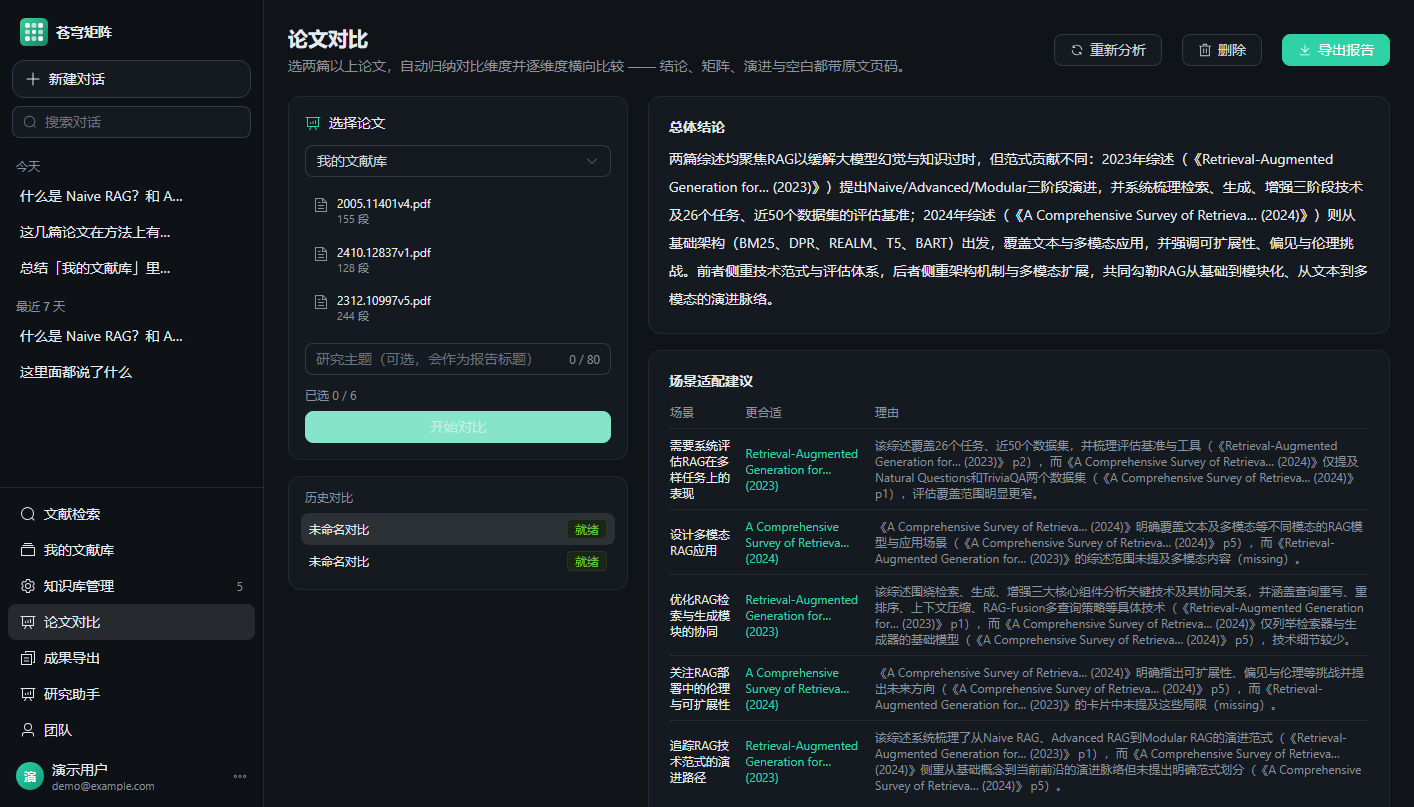 苍穹矩阵
新建对话
搜索对话
今天
什么是 Naive RAG？和 A...
这几篇论文在方法上有...
总结「我的文献库」里...
最近 7 天
什么是 Naive RAG？和 A...
这里面都说了什么
文献检索
我的文献库
知识库管理 5
论文对比
成果导出
研究助手
团队
演 演示用户
demo@example.com
论文对比
选两篇以上论文，自动归纳对比维度并逐维度横向比较 —— 结论、矩阵、演进与空白都带原文页码。
重新分析 删除 导出报告
选择论文
我的文献库
2005.11401v4.pdf
155 段
2410.12837v1.pdf
128 段
2312.10997v5.pdf
244 段
研究主题（可选，会作为报告标题） 0 / 80
已选 0 / 6
开始对比
历史对比
未命名对比 就绪
未命名对比 就绪
总体结论
两篇综述均聚焦RAG以缓解大模型幻觉与知识过时，但范式贡献不同：2023年综述（《Retrieval-Augmented
Generation for... (2023)》）提出Naive/Advanced/Modular三阶段演进，并系统梳理检索、生成、增强三阶段技术
及26个任务、近50个数据集的评估基准；2024年综述（《A Comprehensive Survey of Retrieva... (2024)》）则从
基础架构（BM25、DPR、REALM、T5、BART）出发，覆盖文本与多模态应用，并强调可扩展性、偏见与伦理挑
战。前者侧重技术范式与评估体系，后者侧重架构机制与多模态扩展，共同勾勒RAG从基础到模块化、从文本到多
模态的演进脉络。
场景适配建议
场景 更合适 理由
需要系统评
估RAG在多
样任务上的
表现
Retrieval-Augmented
Generation for...
(2023)
该综述覆盖26个任务、近50个数据集，并梳理评估基准与工具（《Retrieval-Augmented
Generation for... (2023)》 p2），而《A Comprehensive Survey of Retrieva... (2024)》仅提及
Natural Questions和TriviaQA两个数据集（《A Comprehensive Survey of Retrieva... (2024)》
p1），评估覆盖范围明显更窄。
设计多模态
RAG应用
A Comprehensive
Survey of Retrieva...
(2024)
《A Comprehensive Survey of Retrieva... (2024)》明确覆盖文本及多模态等不同模态的RAG模
型与应用场景（《A Comprehensive Survey of Retrieva... (2024)》 p5），而《Retrieval-
Augmented Generation for... (2023)》的综述范围未提及多模态内容（missing）。
优化RAG检
索与生成模
块的协同
Retrieval-Augmented
Generation for...
(2023)
该综述围绕检索、生成、增强三大核心组件分析关键技术及其协同关系，并涵盖查询重写、重
排序、上下文压缩、RAG-Fusion多查询策略等具体技术（《Retrieval-Augmented Generation
for... (2023)》 p1），而《A Comprehensive Survey of Retrieva... (2024)》仅列举检索器与生
成器的基础模型（《A Comprehensive Survey of Retrieva... (2024)》 p5），技术细节较少。
关注RAG部
署中的伦理
与可扩展性
A Comprehensive
Survey of Retrieva...
(2024)
《A Comprehensive Survey of Retrieva... (2024)》明确指出可扩展性、偏见与伦理等挑战并提
出未来方向（《A Comprehensive Survey of Retrieva... (2024)》 p5），而《Retrieval-
Augmented Generation for... (2023)》的卡片中未提及这些局限（missing）。
追踪RAG技
术范式的演
进路径
Retrieval-Augmented
Generation for...
(2023)
该综述系统梳理了从Naive RAG、Advanced RAG到Modular RAG的演进范式（《Retrieval-
Augmented Generation for... (2023)》 p1），而《A Comprehensive Survey of Retrieva...
(2024)》侧重从基础概念到当前前沿的演进脉络但未提出明确范式划分（《A Comprehensive
Survey of Retrieva... (2024)》 p5）。